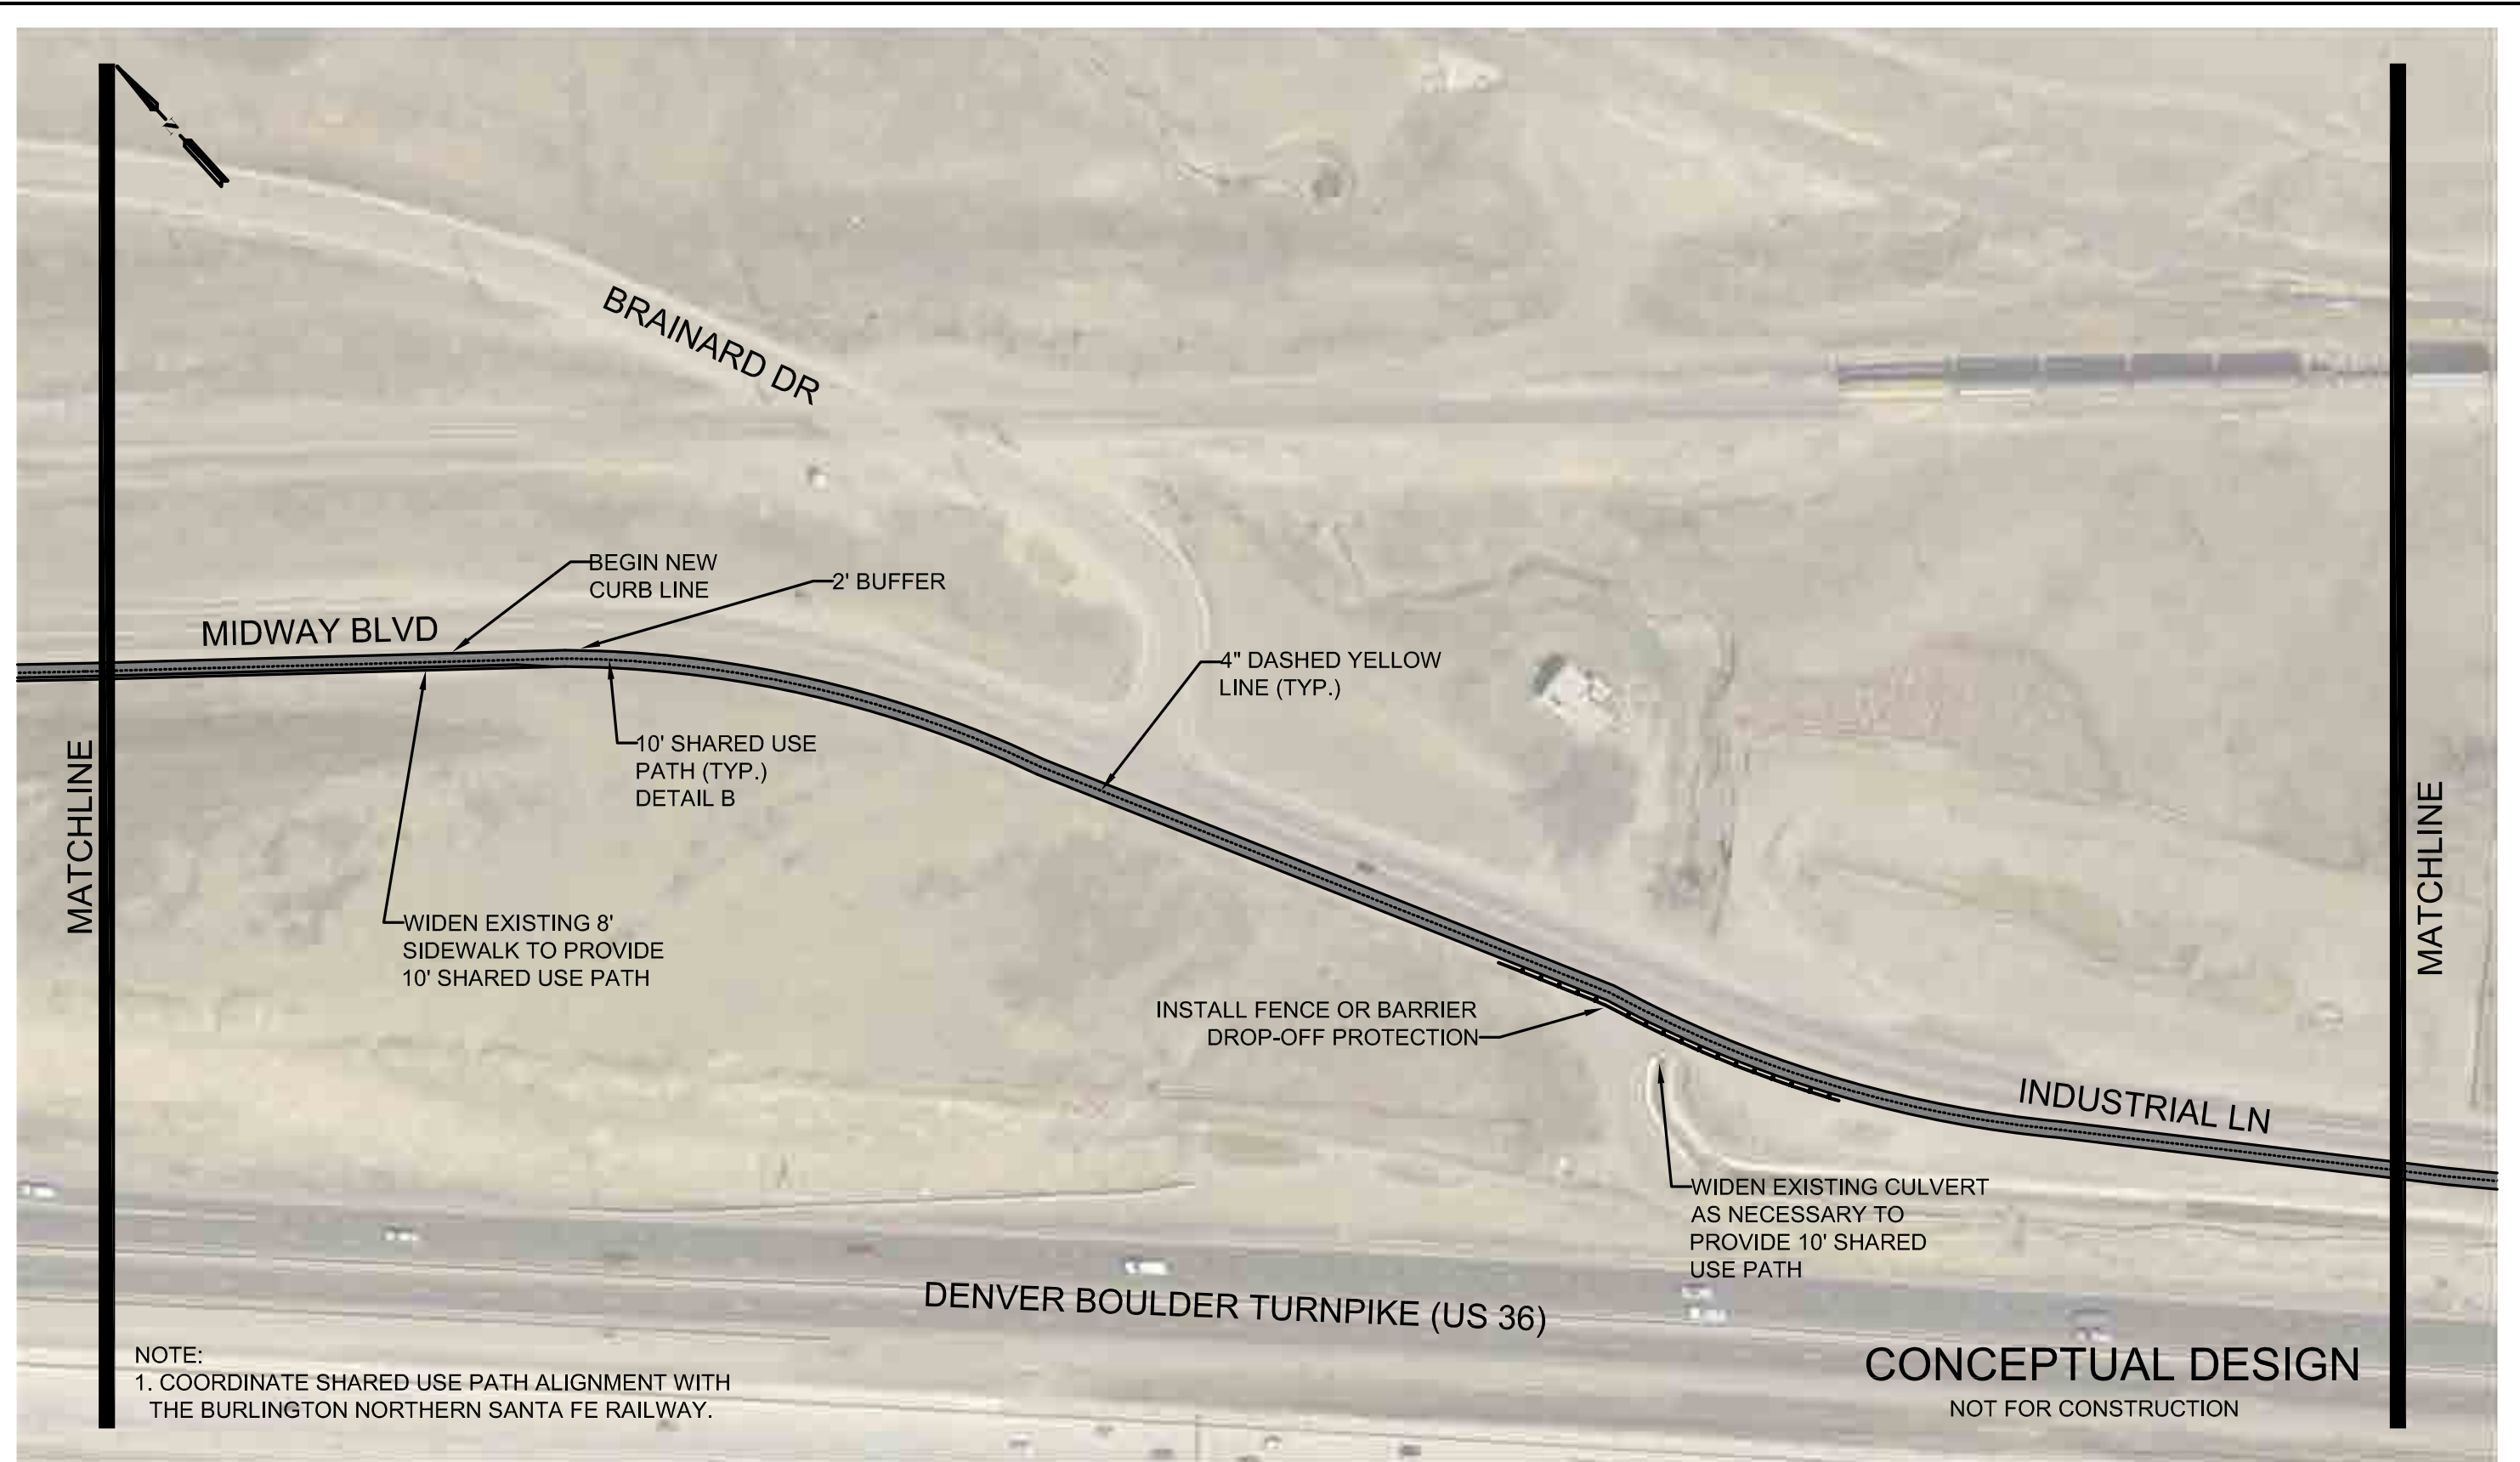 N
BRAINARD DR
BEGIN NEW
CURB LINE
2' BUFFER
MIDWAY BLVD
4" DASHED YELLOW
LINE (TYP.)
10' SHARED USE
PATH (TYP.)
DETAIL B
MATCHLINE
MATCHLINE
WIDEN EXISTING 8'
SIDEWALK TO PROVIDE
10' SHARED USE PATH
INSTALL FENCE OR BARRIER
DROP-OFF PROTECTION
INDUSTRIAL LN
WIDEN EXISTING CULVERT
AS NECESSARY TO
PROVIDE 10' SHARED
USE PATH
DENVER BOULDER TURNPIKE (US 36)
NOTE:
1. COORDINATE SHARED USE PATH ALIGNMENT WITH
THE BURLINGTON NORTHERN SANTA FE RAILWAY.
CONCEPTUAL DESIGN
NOT FOR CONSTRUCTION